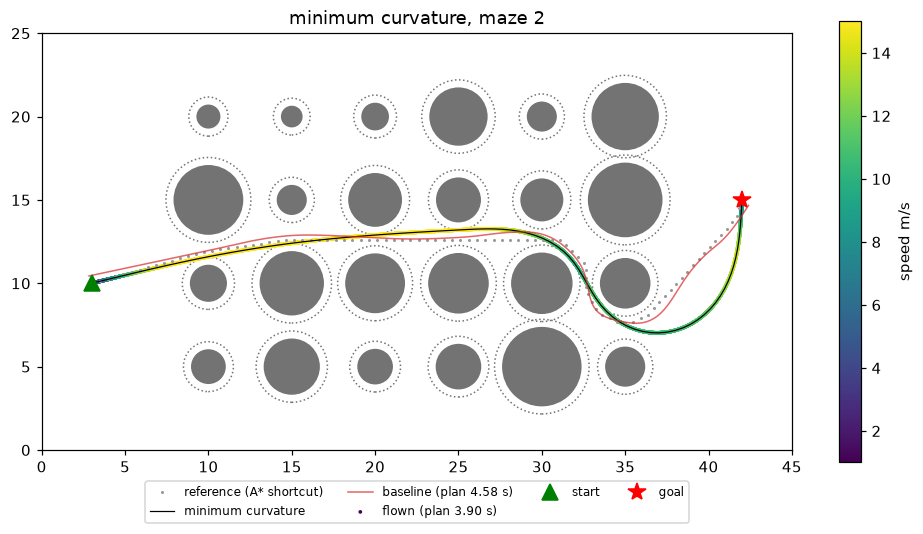 minimum curvature, maze 2
25
20
15
10
5
0
0 5 10 15 20 25 30 35 40 45
14
12
10
8
6
4
2
speed m/s
reference (A* shortcut)
minimum curvature
baseline (plan 4.58 s)
flown (plan 3.90 s)
start
goal